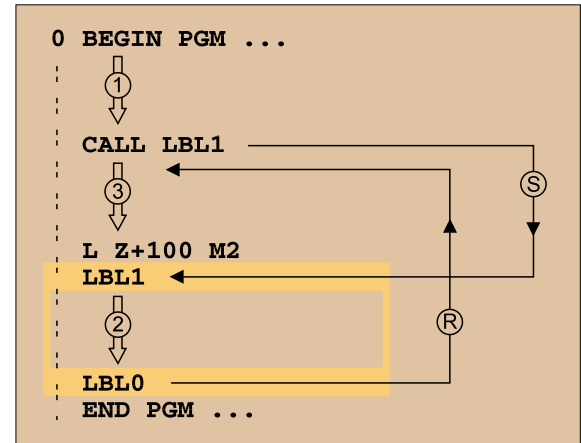 0 BEGIN PGM ...
1
CALL LBL1
S
3
L Z+100 M2
LBL1
2
R
LBL0
END PGM ...